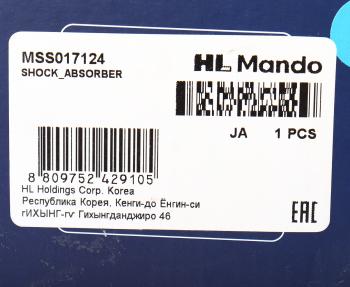 MSS017124
SHOCK_ABSORBER
HL Mando
JA 1 PCS
8 809752 429105
HL Holdings Corp. Korea
Республика Корея, Кенги-до Ёнгин-си
гИХЫНГ-гу Гихынгданджиро 46
EAC